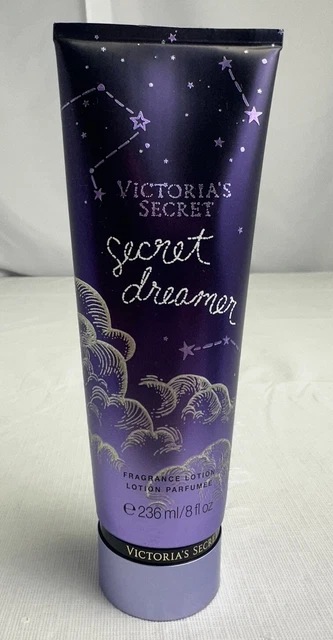 VICTORIA'S
SECRET
secret
dreamer
FRAGRANCE LOTION
LOTION PARFUMÉE
℮ 236 ml/8 fl oz
VICTORIA'S SECRET